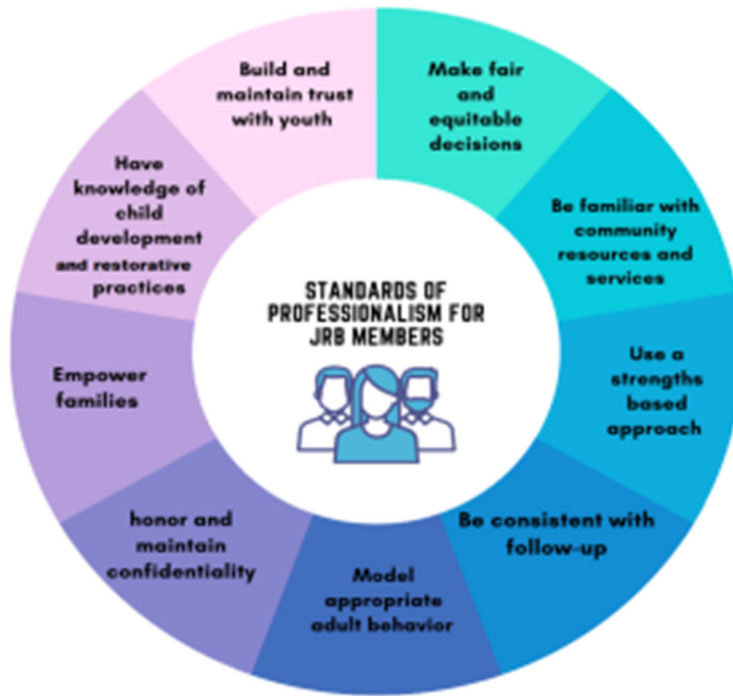 STANDARDS OF
PROFESSIONALISM FOR
JRB MEMBERS
Make fair
and
equitable
decisions
Be familiar with
community
resources and
services
Use a
strengths
based
approach
Be consistent with
follow-up
Model
appropriate
adult behavior
honor and
maintain
confidentiality
Empower
families
Have
knowledge of
child
development
and restorative
practices
Build and
maintain trust
with youth